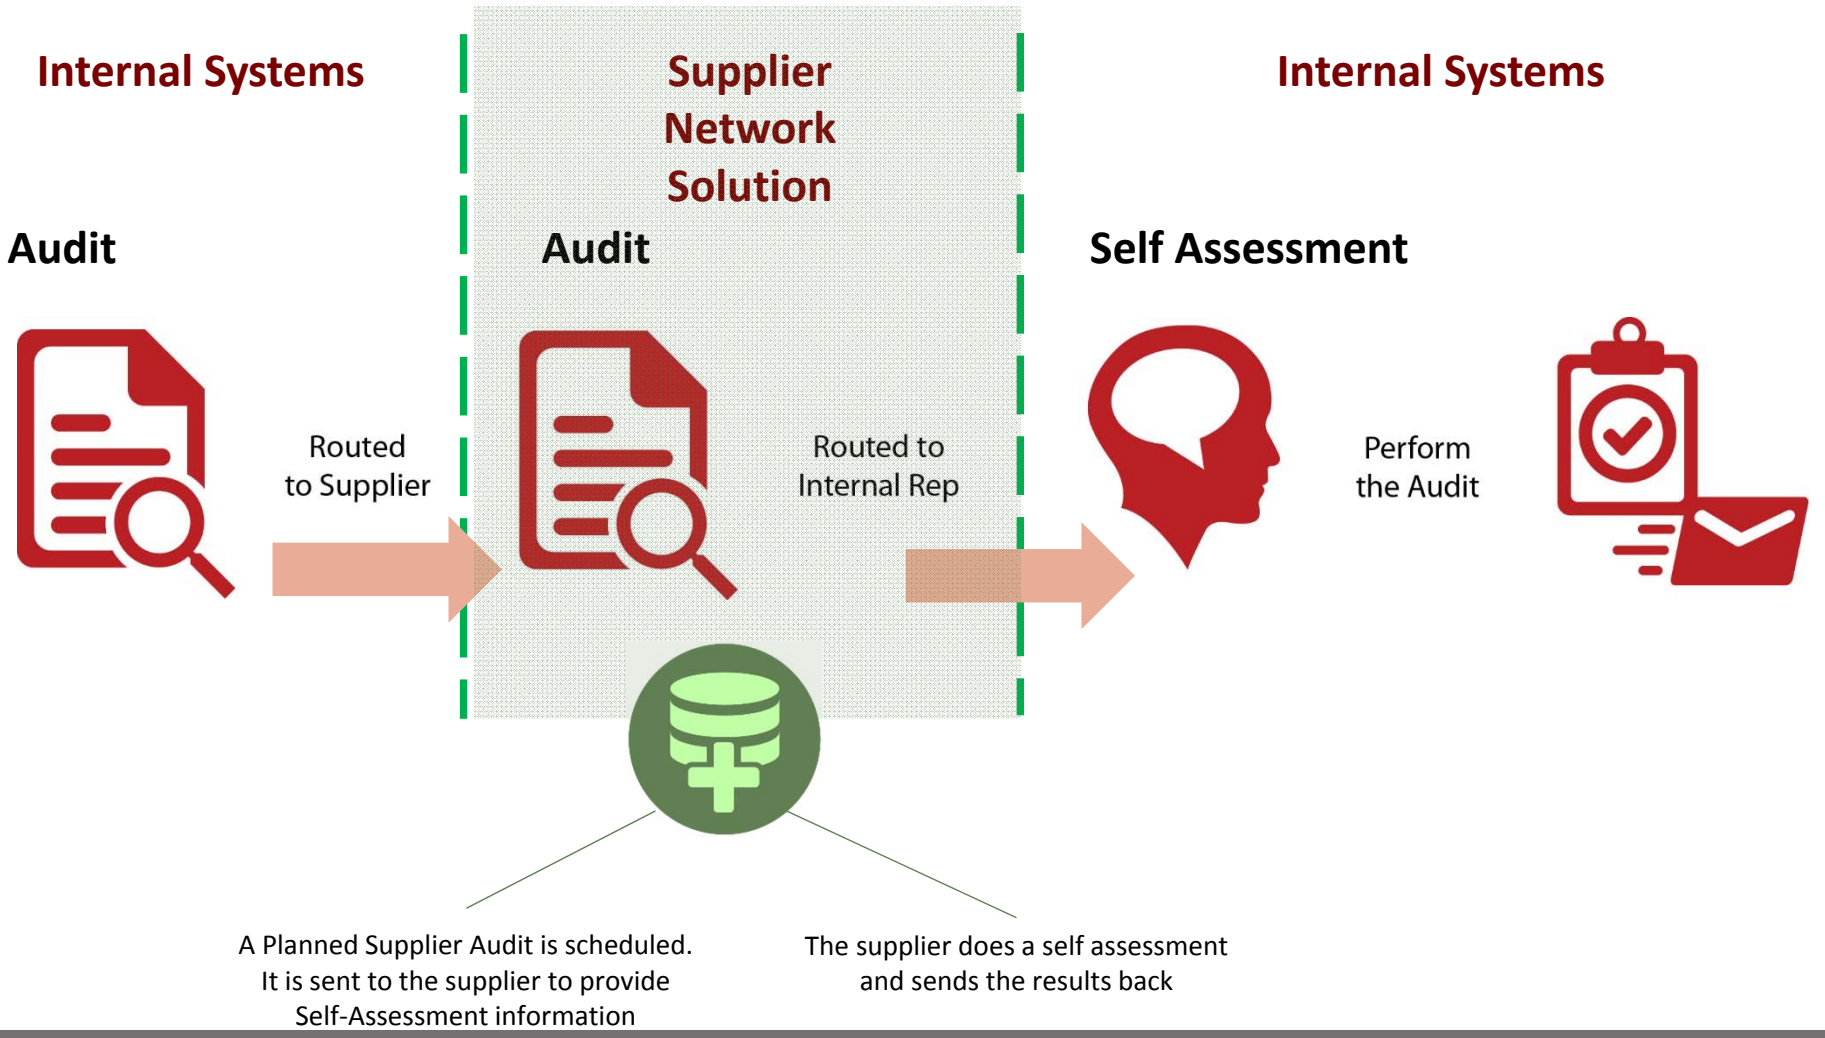 Internal Systems
Supplier
Network
Solution
Internal Systems
Audit
Audit
Self Assessment
Routed
to Supplier
Routed to
Internal Rep
Perform
the Audit
A Planned Supplier Audit is scheduled.
It is sent to the supplier to provide
Self-Assessment information
The supplier does a self assessment
and sends the results back